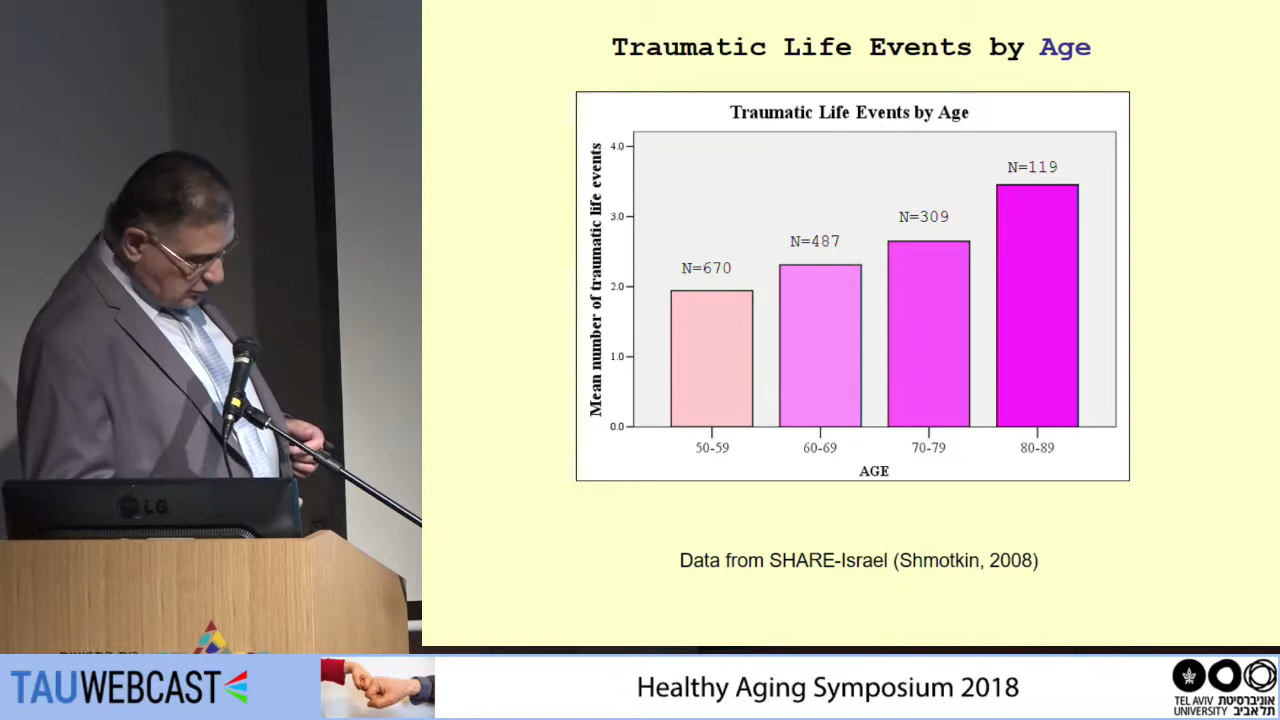 Traumatic Life Events by Age
Traumatic Life Events by Age
Mean number of traumatic life events
4.0
3.0
2.0
1.0
0.0
N=670
N=487
N=309
N=119
50-59
60-69
70-79
80-89
AGE
Data from SHARE-Israel (Shmotkin, 2008)
LG
TAUWEBCAST
Healthy Aging Symposium 2018
TEL AVIV אוניברסיטת
UNIVERSITY תל אביב